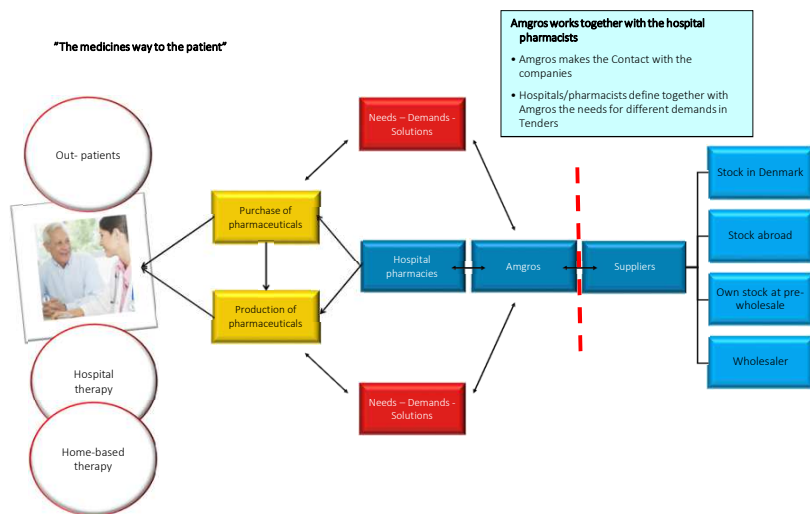 "The medicines way to the patient"
Amgros works together with the hospital
pharmacists
• Amgros makes the Contact with the
companies
• Hospitals/pharmacists define together with
Amgros the needs for different demands in
Tenders
Out- patients
Needs – Demands -
Solutions
Purchase of
pharmaceuticals
Hospital
pharmacies
Amgros
Suppliers
Stock in Denmark
Stock abroad
Own stock at pre-
wholesale
Wholesaler
Production of
pharmaceuticals
Hospital
therapy
Needs – Demands -
Solutions
Home-based
therapy